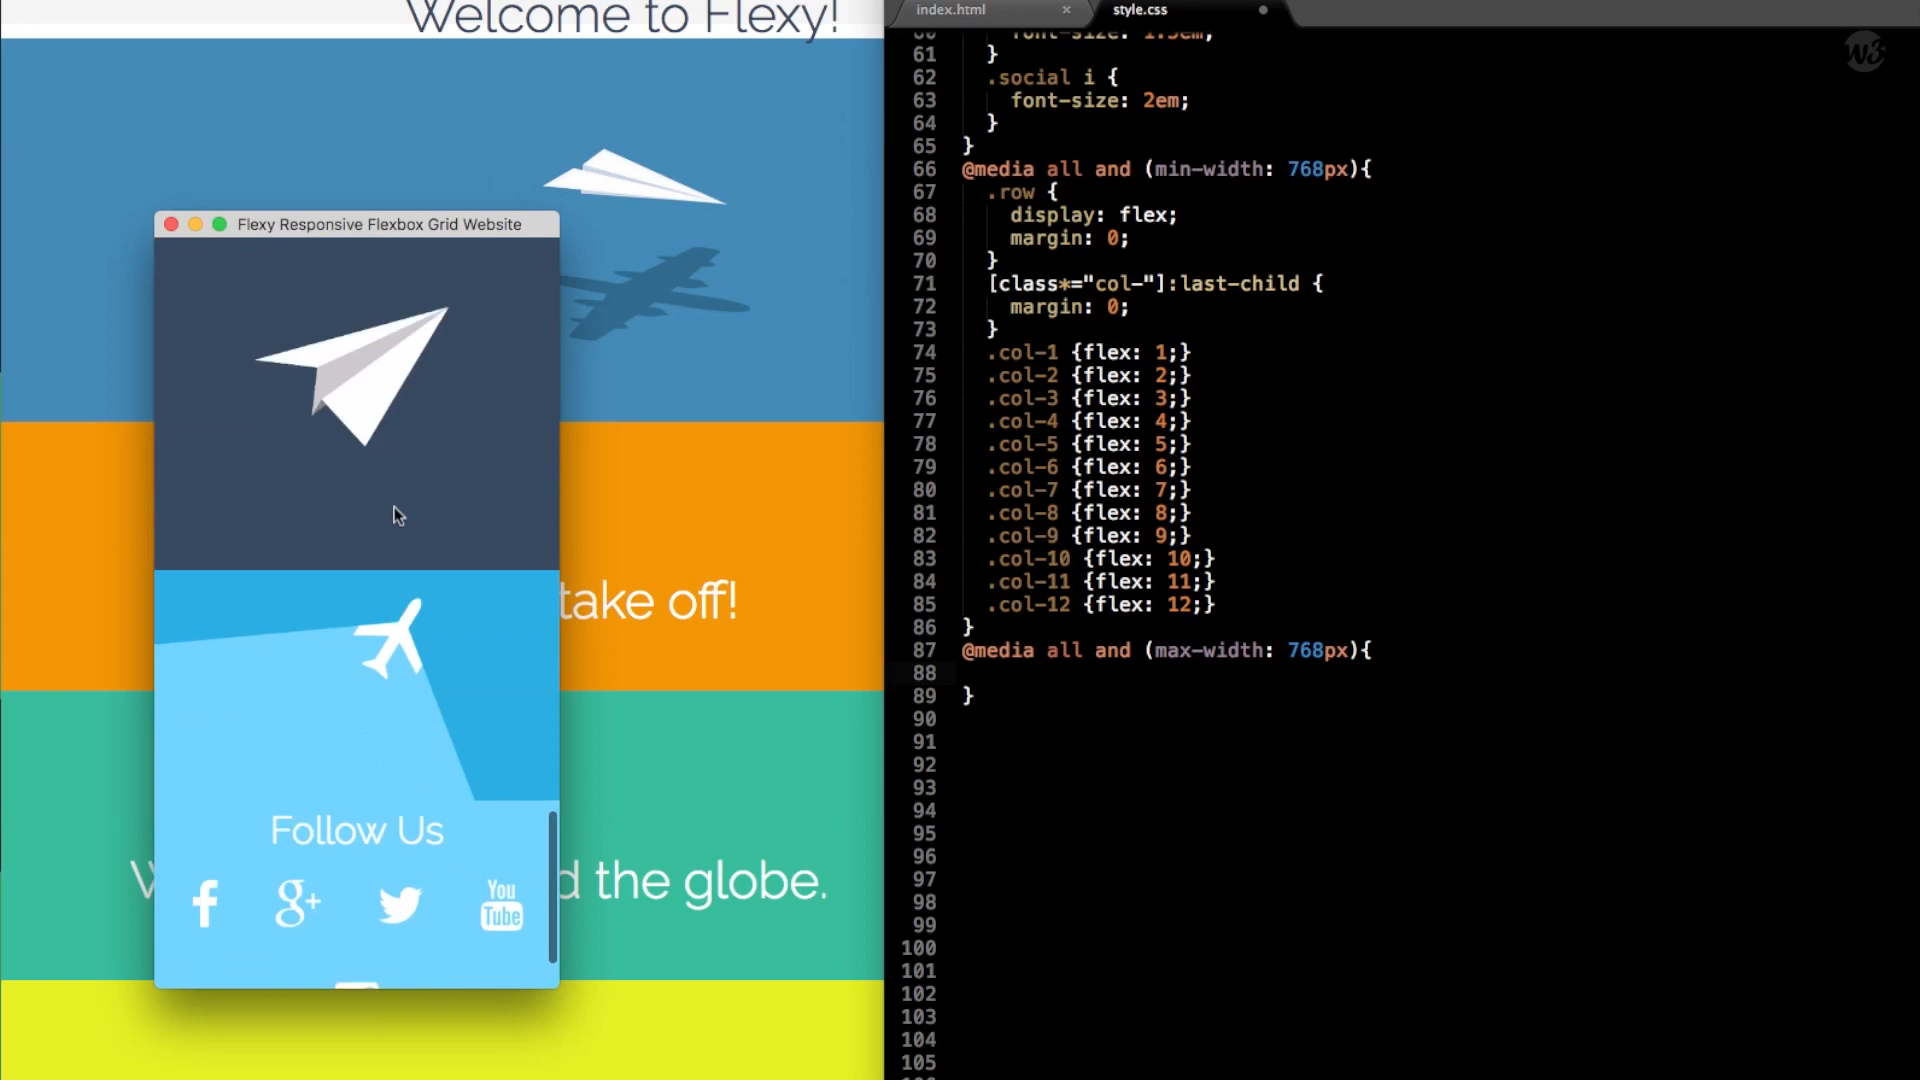 Welcome to Flexy!
Flexy Responsive Flexbox Grid Website
take off!
Follow Us
W
d the globe.
f
g+
You
Tube
index.html ×
style.css
60 font-size: 1.5em;
61 }
62 .social i {
63 font-size: 2em;
64 }
65 }
66 @media all and (min-width: 768px){
67 .row {
68 display: flex;
69 margin: 0;
70 }
71 [class*="col-"]:last-child {
72 margin: 0;
73 }
74 .col-1 {flex: 1;}
75 .col-2 {flex: 2;}
76 .col-3 {flex: 3;}
77 .col-4 {flex: 4;}
78 .col-5 {flex: 5;}
79 .col-6 {flex: 6;}
80 .col-7 {flex: 7;}
81 .col-8 {flex: 8;}
82 .col-9 {flex: 9;}
83 .col-10 {flex: 10;}
84 .col-11 {flex: 11;}
85 .col-12 {flex: 12;}
86 }
87 @media all and (max-width: 768px){
88
89 }
90
91
92
93
94
95
96
97
98
99
100
101
102
103
104
105
W3